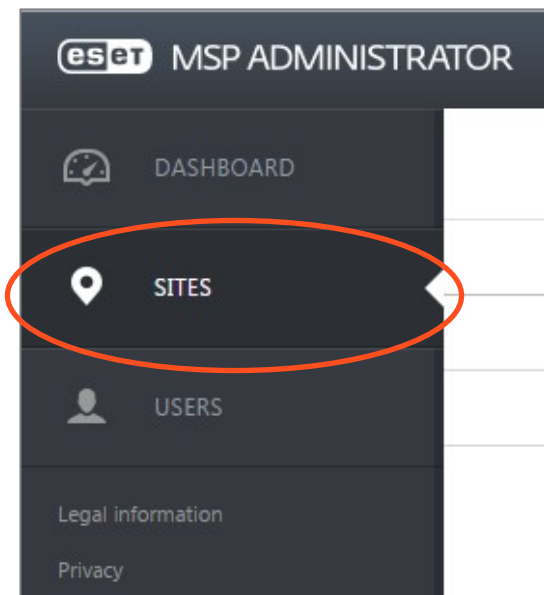 eset MSP ADMINISTRATOR
DASHBOARD
SITES
USERS
Legal information
Privacy